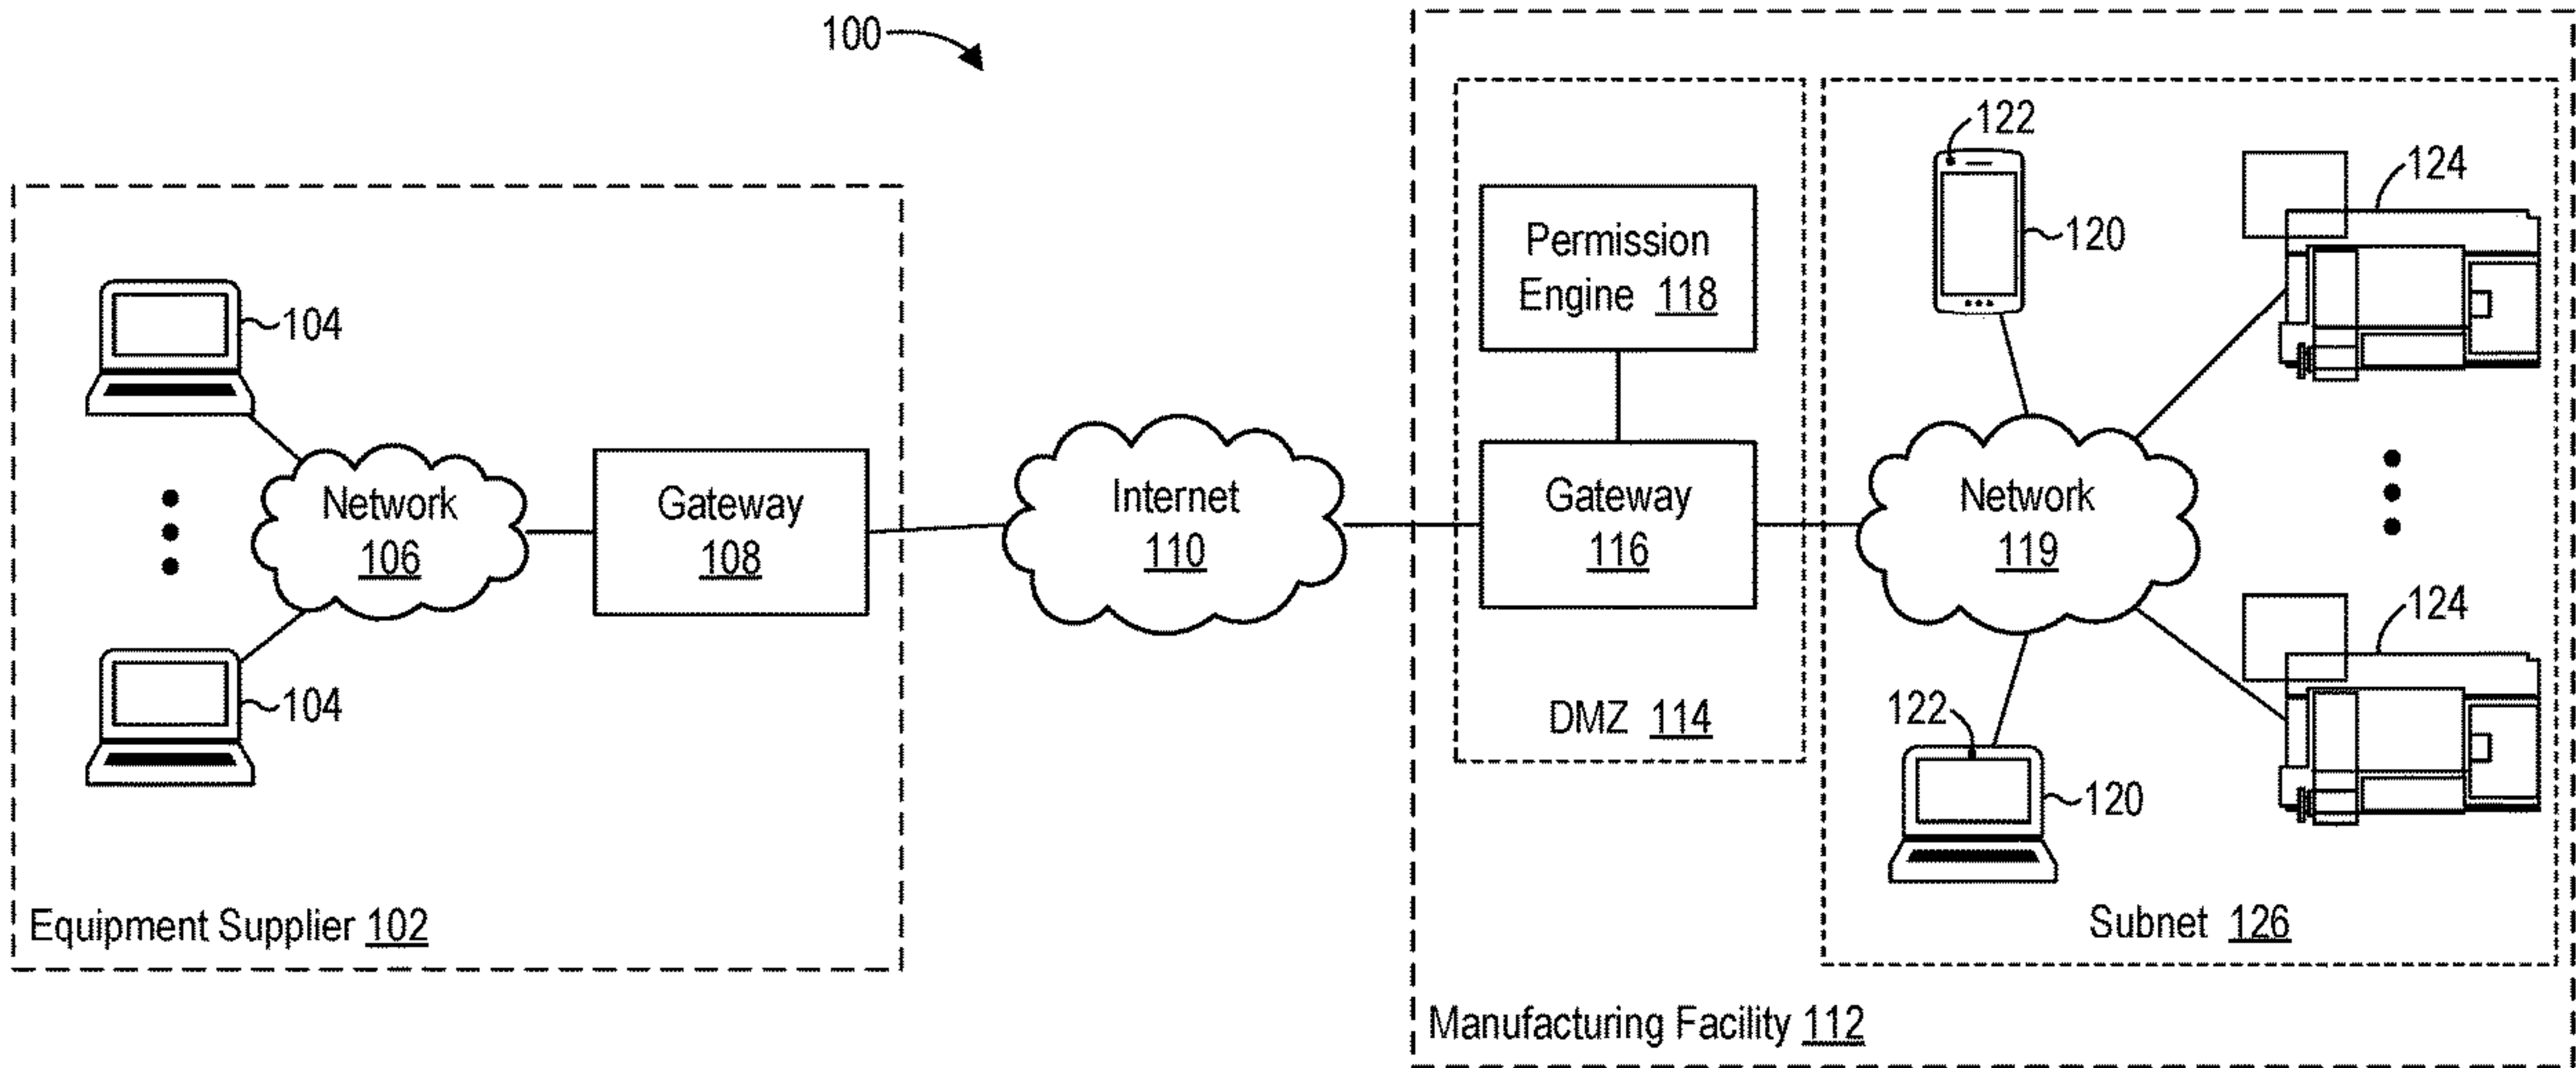 100
122
124
120
Permission
Engine 118
104
Network
106
Gateway
108
Internet
110
Gateway
116
Network
119
124
104
DMZ 114
122
120
Equipment Supplier 102
Subnet 126
Manufacturing Facility 112